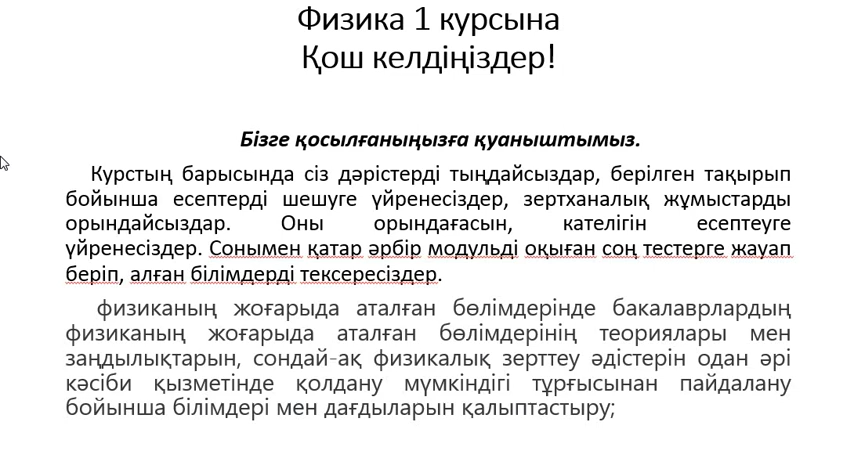 Физика 1 курсына
Қош келдіңіздер!
Бізге қосылғаныңызға қуаныштымыз.
Курстың барысында сіз дәрістерді тыңдайсыздар, берілген тақырып
бойынша есептерді шешуге үйренесіздер, зертханалық жұмыстарды
орындайсыздар. Оны орындағасын, кателігін есептеуге
үйренесіздер. Сонымен қатар әрбір модульді оқыған соң тестерге жауап
беріп, алған білімдерді тексересіздер.
физиканың жоғарыда аталған бөлімдерінде бакалаврлардың
физиканың жоғарыда аталған бөлімдерінің теориялары мен
заңдылықтарын, сондай-ақ физикалық зерттеу әдістерін одан әрі
кәсіби қызметінде қолдану мүмкіндігі тұрғысынан пайдалану
бойынша білімдері мен дағдыларын қалыптастыру;